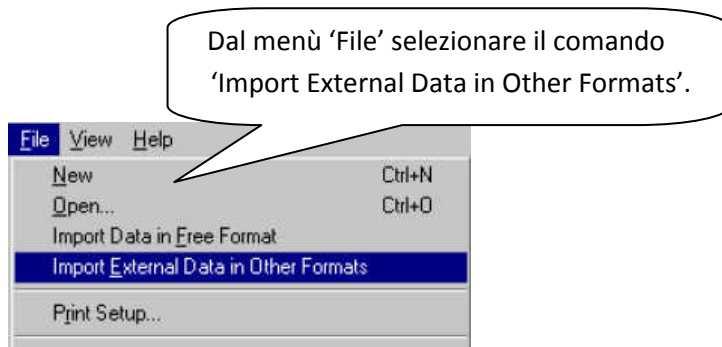 Dal menù ‘File’ selezionare il comando
‘Import External Data in Other Formats’.
File View Help
New Ctrl+N
Open... Ctrl+O
Import Data in Free Format
Import External Data in Other Formats
Print Setup...